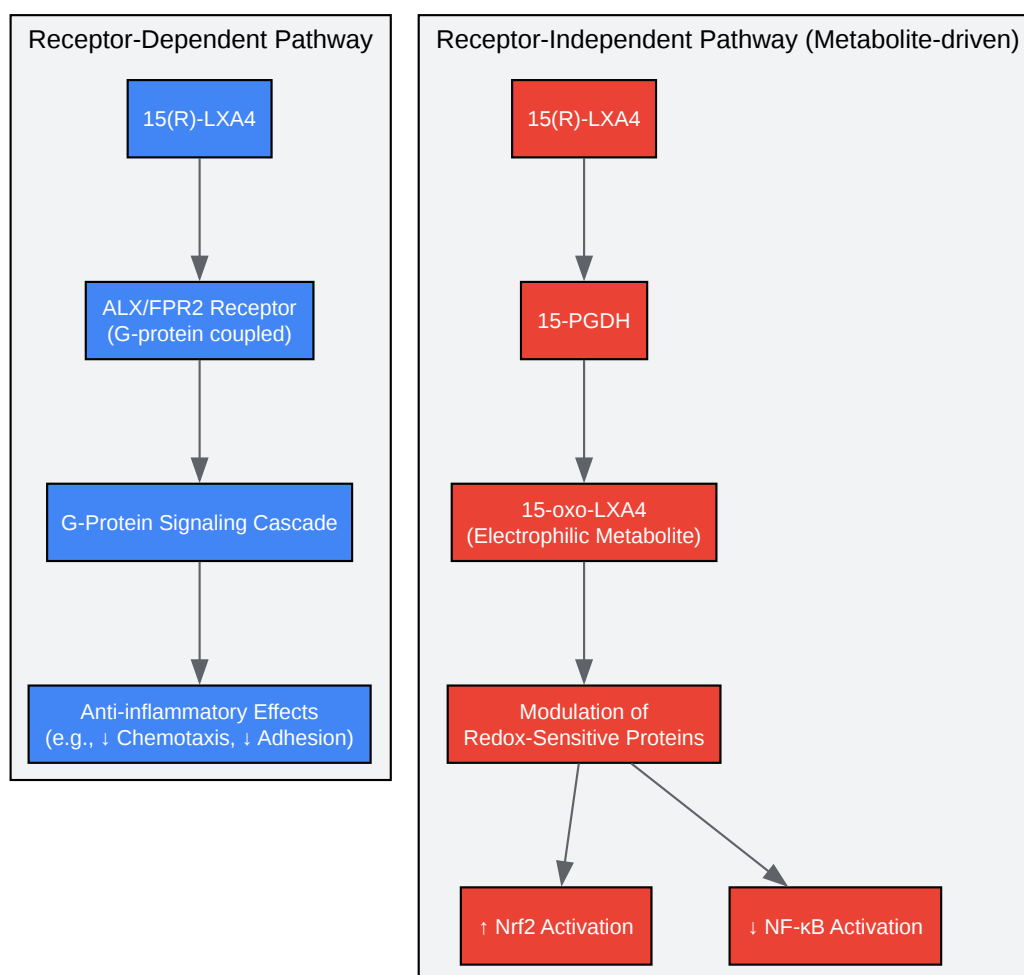 Receptor-Dependent Pathway
15(R)-LXA4
ALX/FPR2 Receptor
(G-protein coupled)
G-Protein Signaling Cascade
Anti-inflammatory Effects
(e.g., ↓ Chemotaxis, ↓ Adhesion)
Receptor-Independent Pathway (Metabolite-driven)
15(R)-LXA4
15-PGDH
15-oxo-LXA4
(Electrophilic Metabolite)
Modulation of
Redox-Sensitive Proteins
↑ Nrf2 Activation
↓ NF-κB Activation